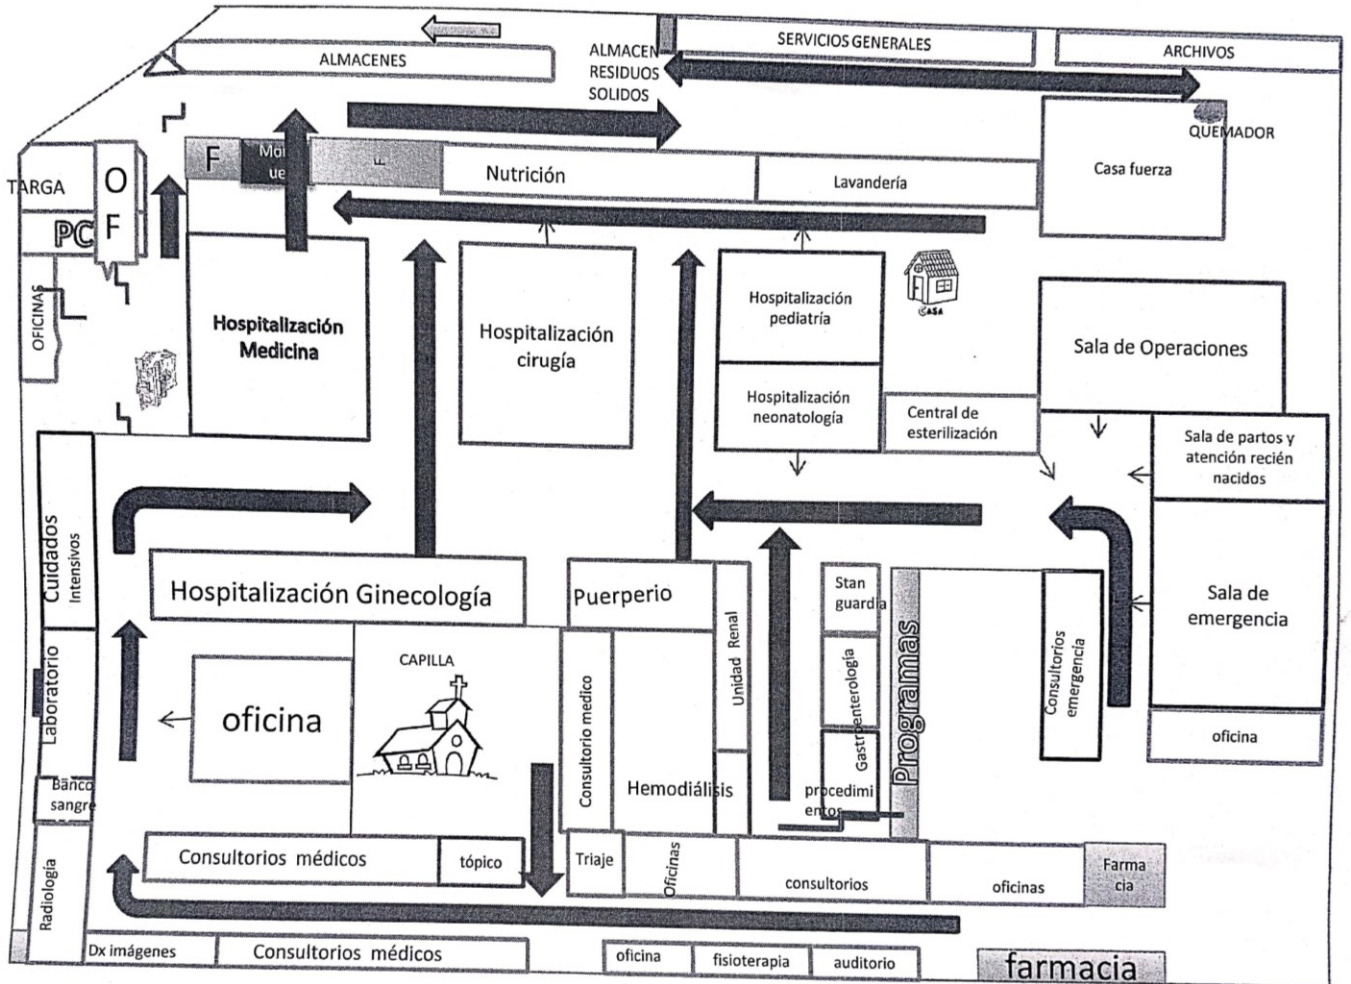 ALMACENES
ALMACEN
RESIDUOS
SOLIDOS
SERVICIOS GENERALES
ARCHIVOS
QUEMADOR
Casa fuerza
TARGA
O
F
PC
F
F
Nutrición
Lavandería
OFICINAS
Hospitalización
Medicina
Hospitalización
cirugía
Hospitalización
pediatría
Hospitalización
neonatología
CASA
Central de
esterilización
Sala de Operaciones
Sala de partos y
atención recién
nacidos
Sala de
emergencia
oficina
Cuidados
Intensivos
Laboratorio
Banco
sangre
Radiología
Hospitalización Ginecología
Puerperio
Unidad Renal
Stan
guardia
Gastroenterología
procedimi
entos
Programas
Consultorios
emergencia
oficina
CAPILLA
Consultorio medico
Hemodiálisis
Consultorios médicos
tópico
Triaje
Oficinas
consultorios
oficinas
Farma
cia
Dx imágenes
Consultorios médicos
oficina
fisioterapia
auditorio
farmacia